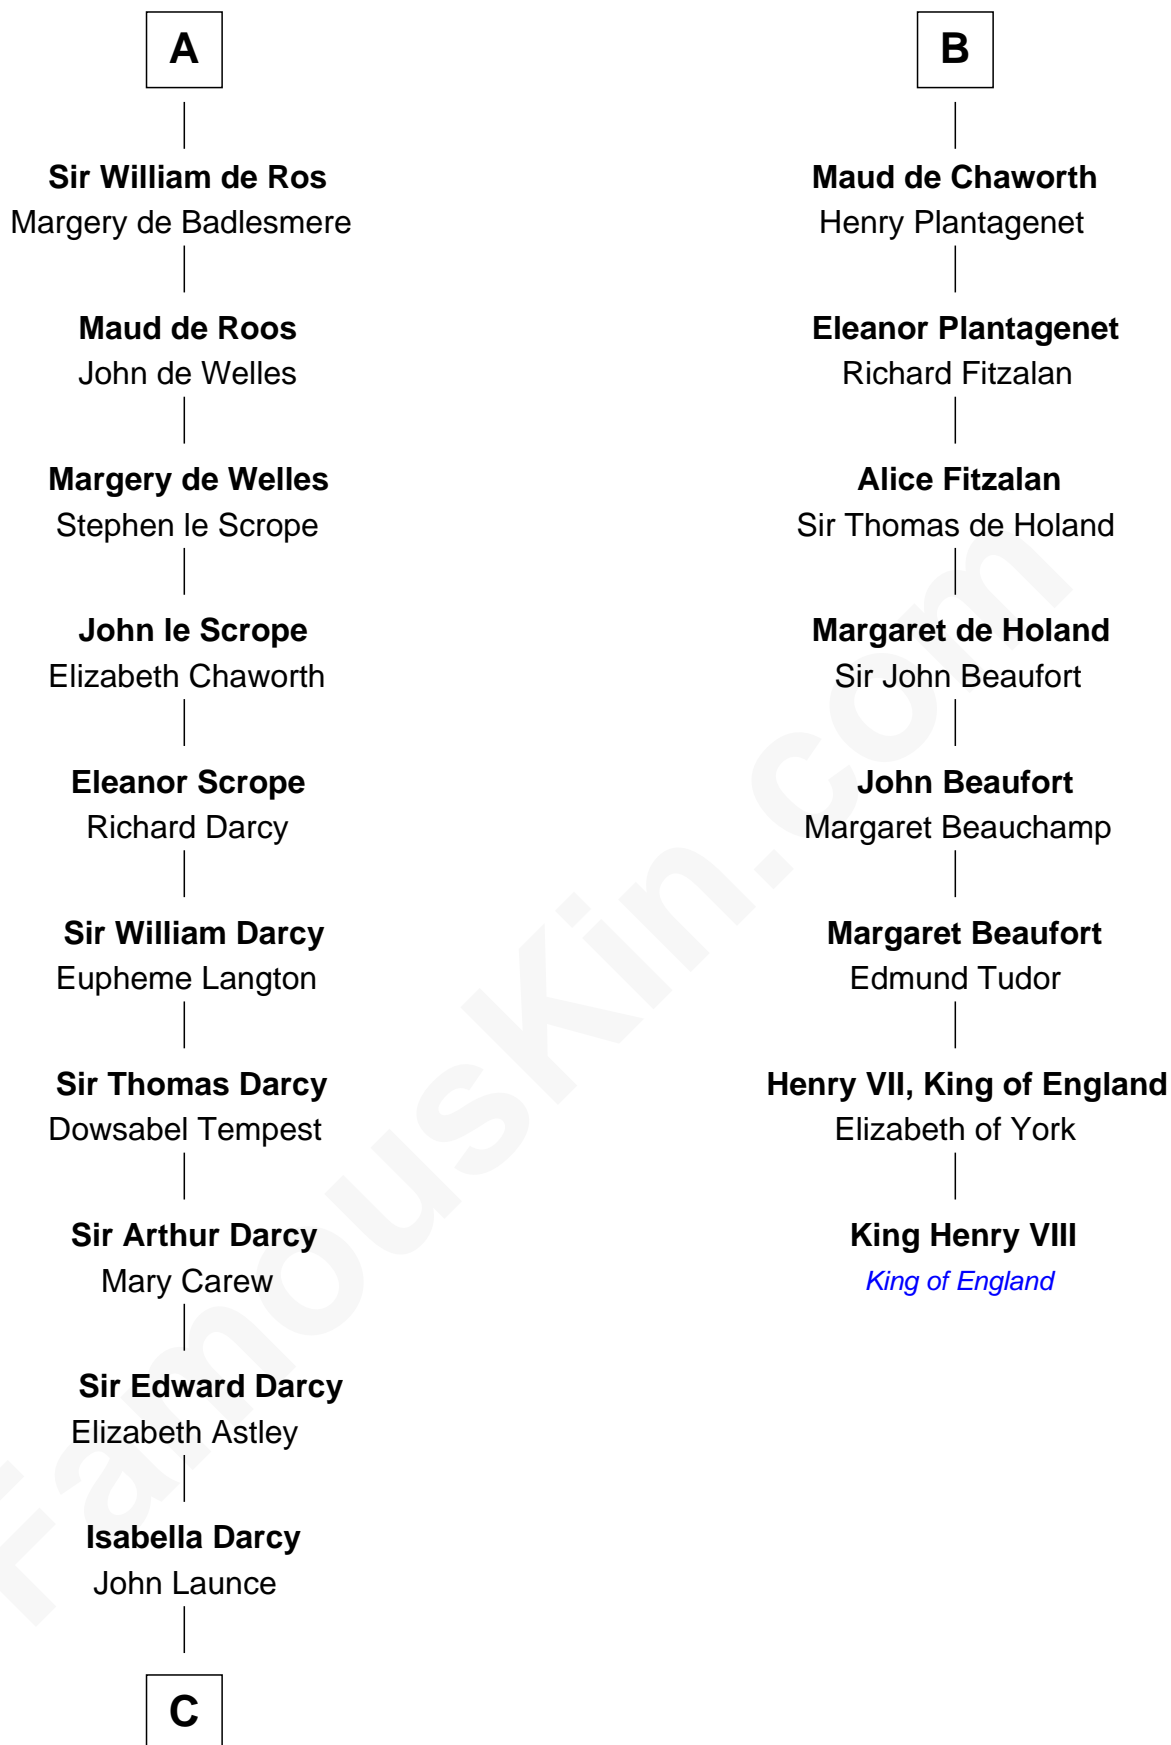 A
Sir William de Ros
Margery de Badlesmere
Maud de Roos
John de Welles
Margery de Welles
Stephen le Scrope
John le Scrope
Elizabeth Chaworth
Eleanor Scrope
Richard Darcy
Sir William Darcy
Eupheme Langton
Sir Thomas Darcy
Dowsabel Tempest
Sir Arthur Darcy
Mary Carew
Sir Edward Darcy
Elizabeth Astley
Isabella Darcy
John Launce
C
B
Maud de Chaworth
Henry Plantagenet
Eleanor Plantagenet
Richard Fitzalan
Alice Fitzalan
Sir Thomas de Holand
Margaret de Holand
Sir John Beaufort
John Beaufort
Margaret Beauchamp
Margaret Beaufort
Edmund Tudor
Henry VII, King of England
Elizabeth of York
King Henry VIII
King of England
FamousKin.com